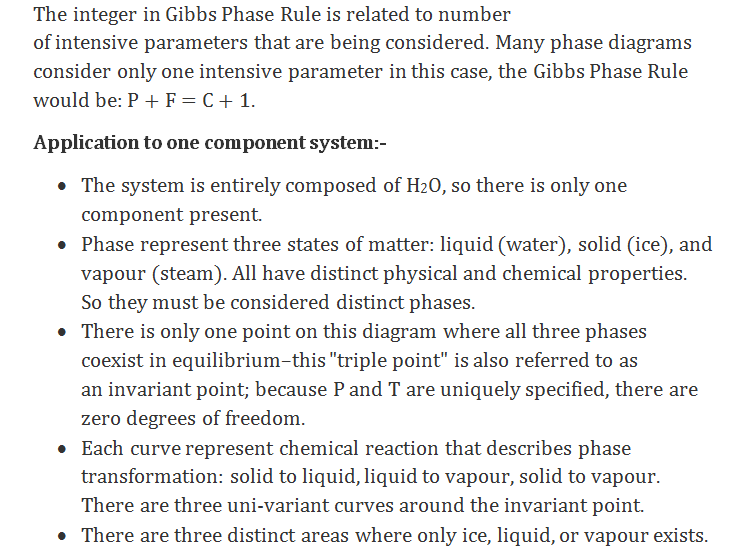 The integer in Gibbs Phase Rule is related to number
of intensive parameters that are being considered. Many phase diagrams
consider only one intensive parameter in this case, the Gibbs Phase Rule
would be: P + F = C + 1.
Application to one component system:-
• The system is entirely composed of H2O, so there is only one
component present.
• Phase represent three states of matter: liquid (water), solid (ice), and
vapour (steam). All have distinct physical and chemical properties.
So they must be considered distinct phases.
• There is only one point on this diagram where all three phases
coexist in equilibrium–this "triple point" is also referred to as
an invariant point; because P and T are uniquely specified, there are
zero degrees of freedom.
• Each curve represent chemical reaction that describes phase
transformation: solid to liquid, liquid to vapour, solid to vapour.
There are three uni-variant curves around the invariant point.
• There are three distinct areas where only ice, liquid, or vapour exists.